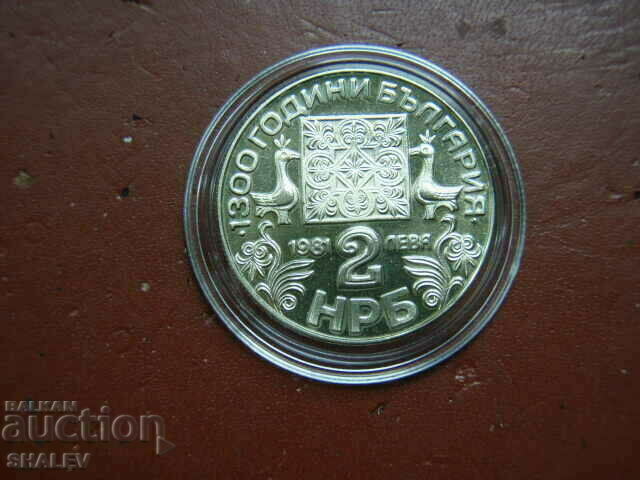 ·1300 ГОДИНИ БЪЛГАРИЯ·
1981 2 ЛЕВА
НРБ
BALKAN
auction
SHALEV